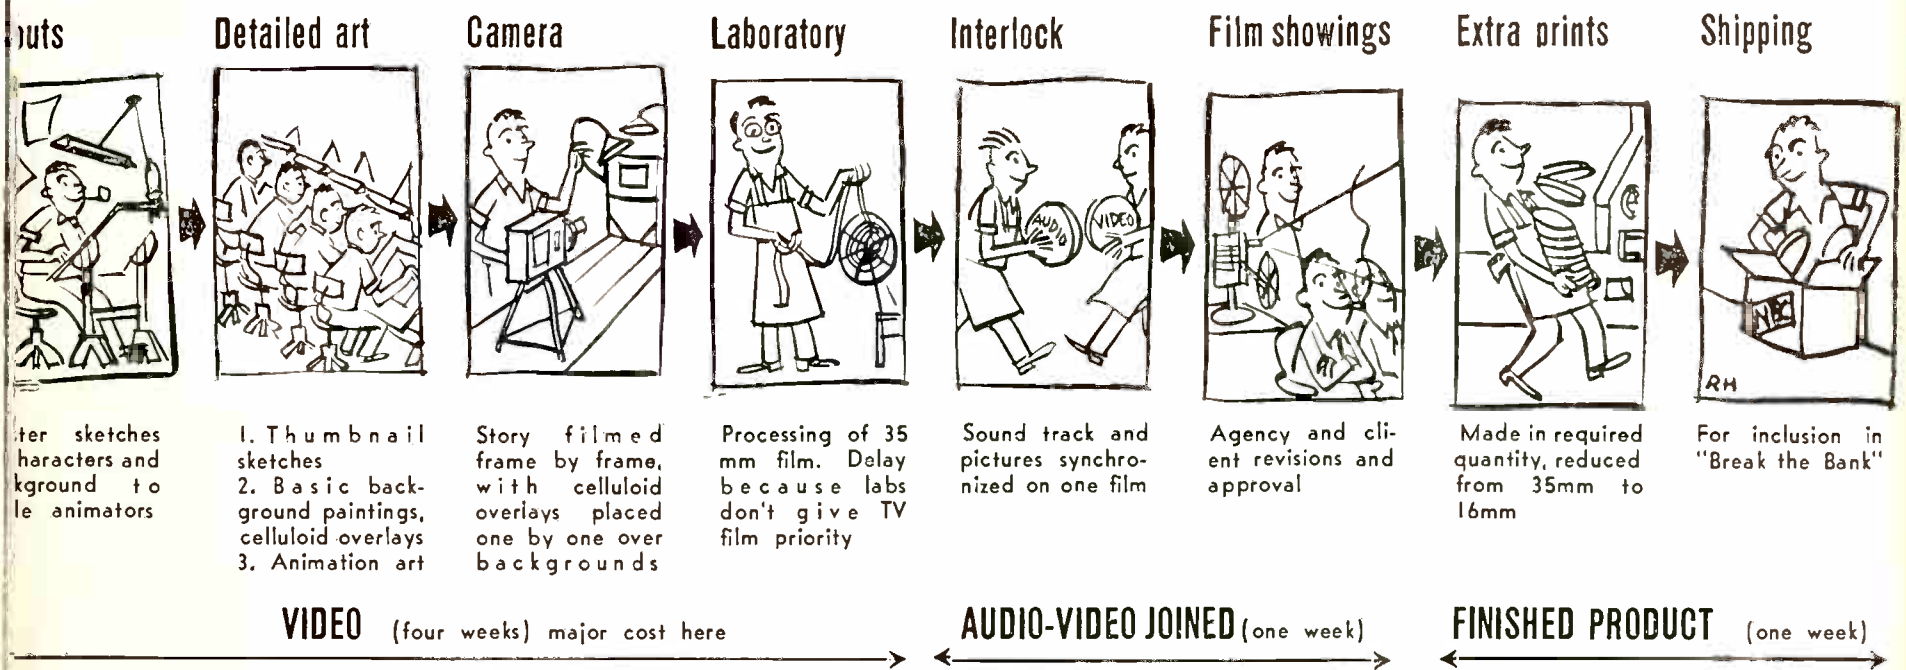 Detailed art
Camera
Laboratory
Interlock
Film showings
Extra prints
Shipping
AUDIO
VIDEO
NBC
RH
sketches
and
to
animators
1. Thumbnail
sketches
2. Basic back-
ground paintings,
celluloid overlays
3. Animation art
Story filmed
frame by frame,
with celluloid
overlays placed
one by one over
backgrounds
Processing of 35
mm film. Delay
because labs
don't give TV
film priority
Sound track and
pictures synchro-
nized on one film
Agency and cli-
ent revisions and
approval
Made in required
quantity, reduced
from 35mm to
16mm
For inclusion in
"Break the Bank"
VIDEO (four weeks) major cost here
AUDIO-VIDEO JOINED (one week)
FINISHED PRODUCT (one week)